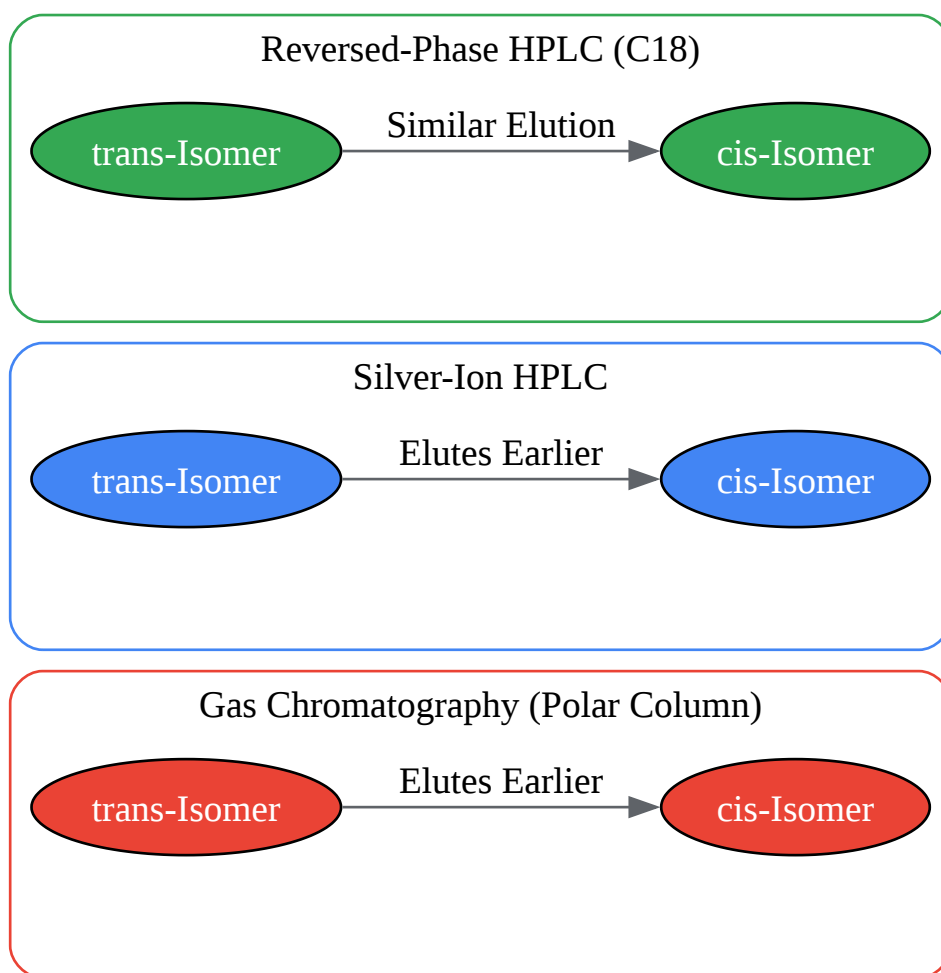 Reversed-Phase HPLC (C18)
trans-Isomer
Similar Elution
cis-Isomer
Silver-Ion HPLC
trans-Isomer
Elutes Earlier
cis-Isomer
Gas Chromatography (Polar Column)
trans-Isomer
Elutes Earlier
cis-Isomer